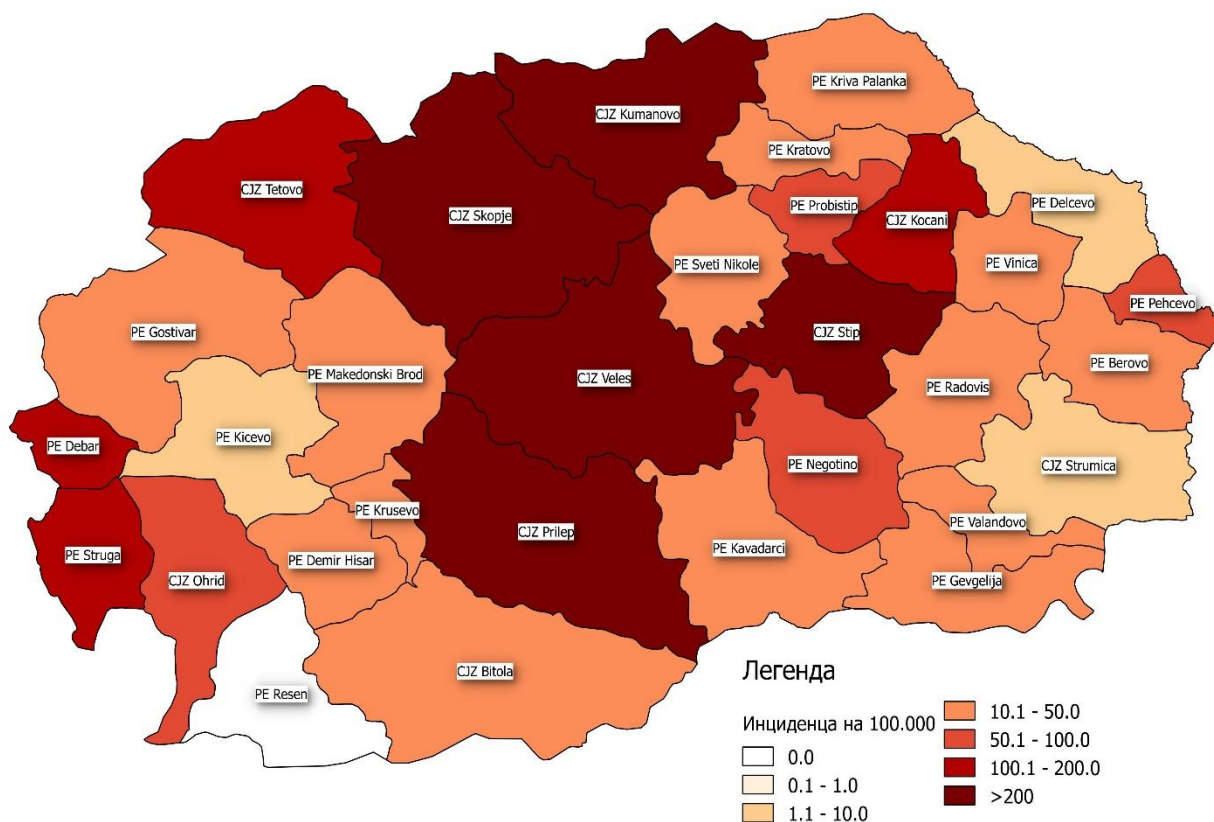 PE Kriva Palanka
CJZ Kumanovo
PE Kratovo
CJZ Tetovo
PE Probistip
PE Delcevo
CJZ Skopje
CJZ Kocani
PE Sveti Nikole
PE Vinica
PE Pehcevo
PE Gostivar
CJZ Stip
PE Berovo
PE Makedonski Brod
CJZ Veles
PE Radovis
PE Kicevo
PE Debar
PE Negotino
CJZ Strumica
PE Krusevo
PE Valandovo
CJZ Prilep
PE Kavadarci
PE Struga
PE Demir Hisar
CJZ Ohrid
PE Gevgelija
CJZ Bitola
PE Resen
Легенда
Инциденца на 100.000
0.0
0.1 - 1.0
1.1 - 10.0
10.1 - 50.0
50.1 - 100.0
100.1 - 200.0
>200